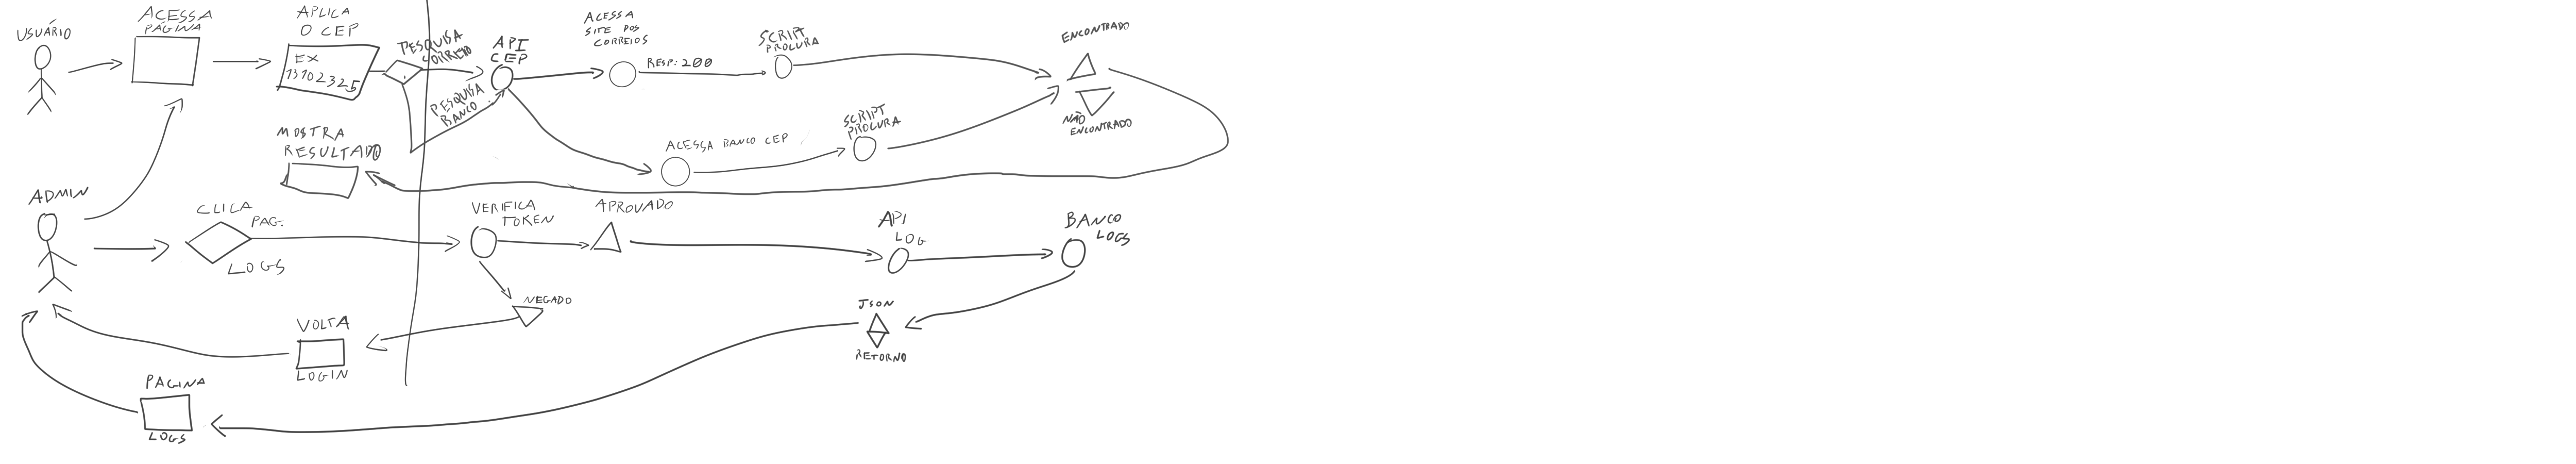 USUÁRIO
ACESSA
PÁGINA
APLICA
O CEP
EX
13102325
PESQUISA
CORREIO
PESQUISA
BANCO
API
CEP
ACESSA
SITE DOS
CORREIOS
RESP: 200
SCRIPT
PROCURA
ENCONTRADO
NÃO
ENCONTRADO
ACESSA BANCO CEP
SCRIPT
PROCURA
MOSTRA
RESULTADO
ADMIN
CLICA
PAG.
LOGS
VERIFICA
TOKEN
APROVADO
API
LOG
BANCO
LOGS
NEGADO
JSON
RETORNO
VOLTA
LOGIN
PAGINA
LOGS